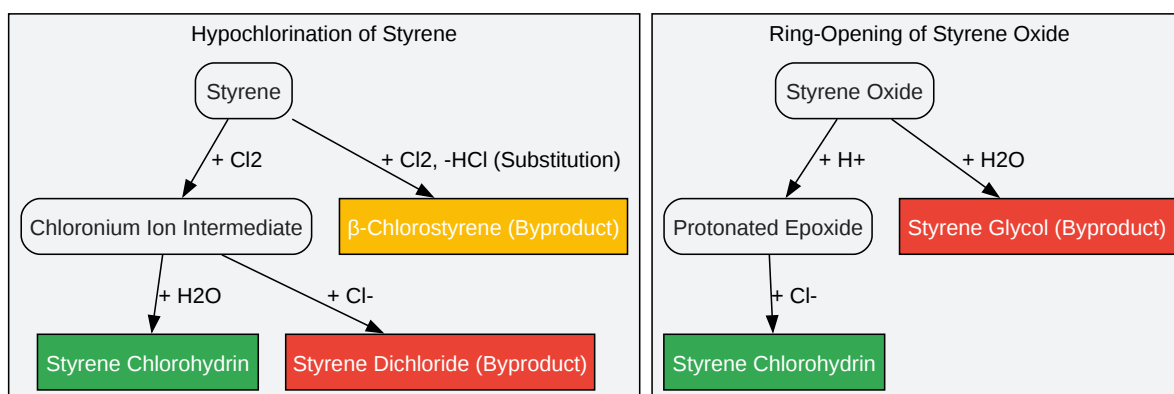 Hypochlorination of Styrene
Styrene
+ Cl2
+ Cl2, -HCl (Substitution)
Chloronium Ion Intermediate
β-Chlorostyrene (Byproduct)
+ H2O
+ Cl-
Styrene Chlorohydrin
Styrene Dichloride (Byproduct)
Ring-Opening of Styrene Oxide
Styrene Oxide
+ H+
+ H2O
Protonated Epoxide
Styrene Glycol (Byproduct)
+ Cl-
Styrene Chlorohydrin